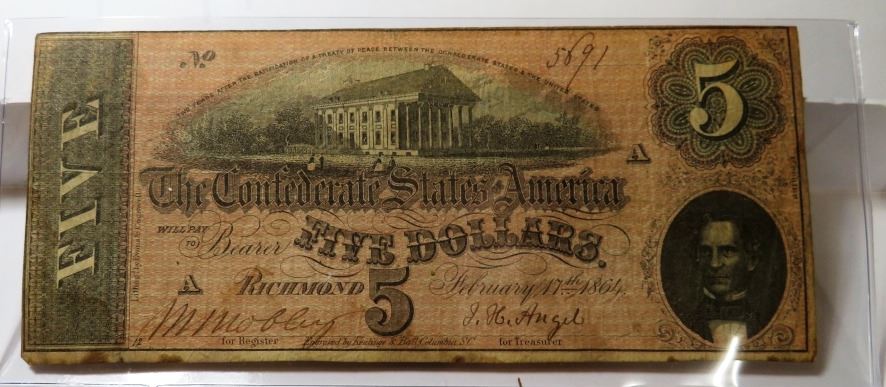 No 5691
TWO YEARS AFTER THE RATIFICATION OF A TREATY OF PEACE BETWEEN THE CONFEDERATE STATES & THE UNITED STATES
5
FIVE
A
The Confederate States of America
WILL PAY
TO Bearer FIVE DOLLARS.
A RICHMOND 5 February 17th 1864.
J. H. Angel
12 for Register Engraved by Keatinge & Ball Columbia, S.C. for Treasurer